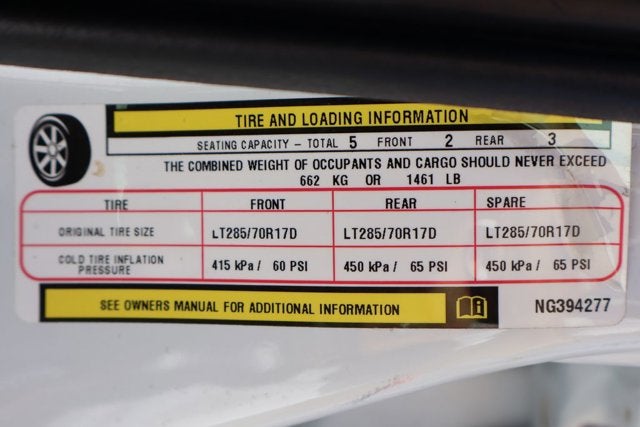 TIRE AND LOADING INFORMATION
SEATING CAPACITY - TOTAL 5 FRONT 2 REAR 3
THE COMBINED WEIGHT OF OCCUPANTS AND CARGO SHOULD NEVER EXCEED
662 KG OR 1461 LB
TIRE FRONT REAR SPARE
ORIGINAL TIRE SIZE LT285/70R17D LT285/70R17D LT285/70R17D
COLD TIRE INFLATION
PRESSURE 415 kPa / 60 PSI 450 kPa / 65 PSI 450 kPa / 65 PSI
SEE OWNERS MANUAL FOR ADDITIONAL INFORMATION NG394277